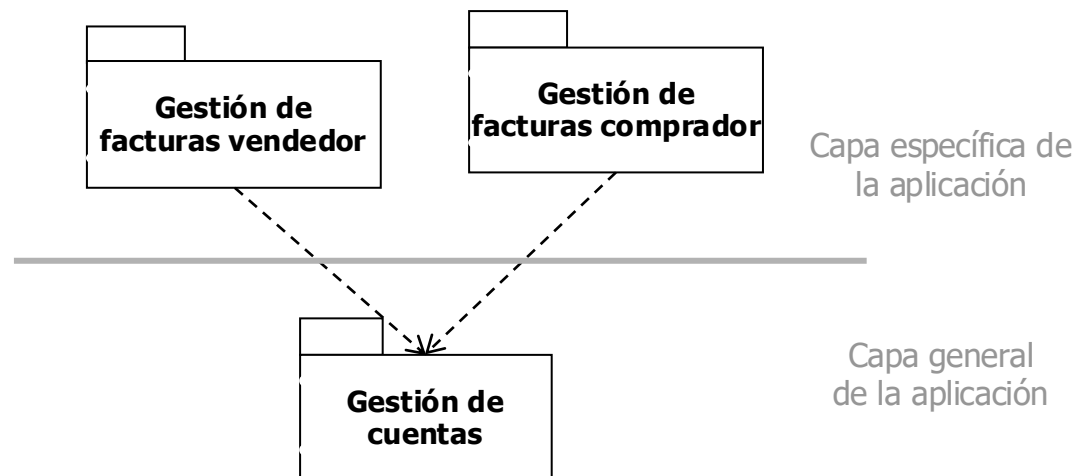 Gestión de
facturas vendedor
Gestión de
facturas comprador
Capa específica de
la aplicación
Capa general
de la aplicación
Gestión de
cuentas